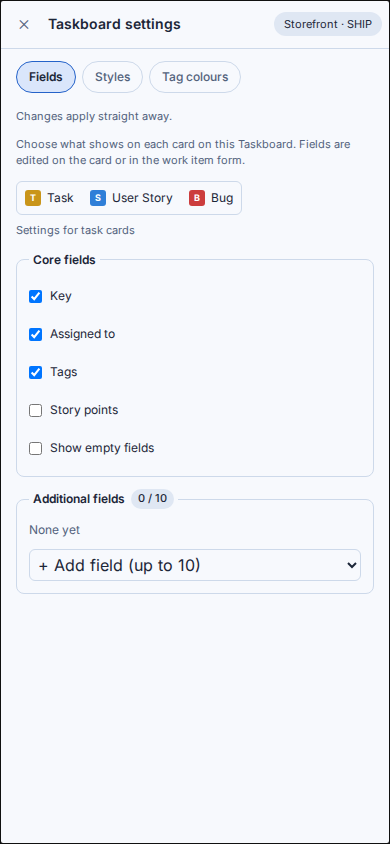 Taskboard settings
Storefront · SHIP
Fields
Styles
Tag colours
Changes apply straight away.
Choose what shows on each card on this Taskboard. Fields are
edited on the card or in the work item form.
T Task S User Story B Bug
Settings for task cards
Core fields
Key
Assigned to
Tags
Story points
Show empty fields
Additional fields 0 / 10
None yet
+ Add field (up to 10)